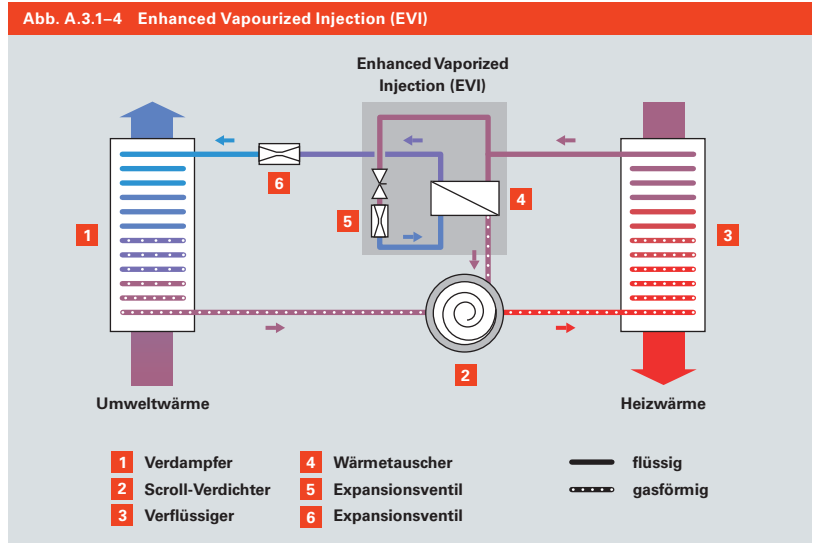 Abb. A.3.1–4 Enhanced Vapourized Injection (EVI)
Enhanced Vaporized
Injection (EVI)
6
4
5
1
3
2
Umweltwärme
Heizwärme
1 Verdampfer
2 Scroll-Verdichter
3 Verflüssiger
4 Wärmetauscher
5 Expansionsventil
6 Expansionsventil
flüssig
gasförmig